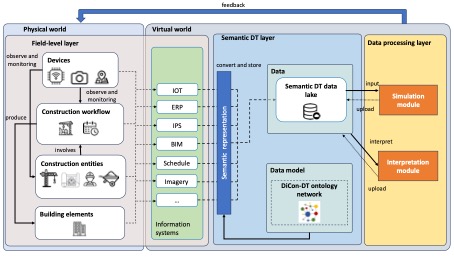 feedback
Physical world
Virtual world
Field-level layer
Semantic DT layer
Data processing layer
Devices
observe and
monitoring
observe and
monitoring
Construction workflow
produce
involves
Construction entities
Building elements
IOT
ERP
IPS
BIM
Schedule
Imagery
...
Information
systems
convert and store
Semantic representation
Data
Semantic DT data
lake
Data model
DiCon-DT ontology
network
input
upload
Simulation
module
interpret
upload
Interpretation
module